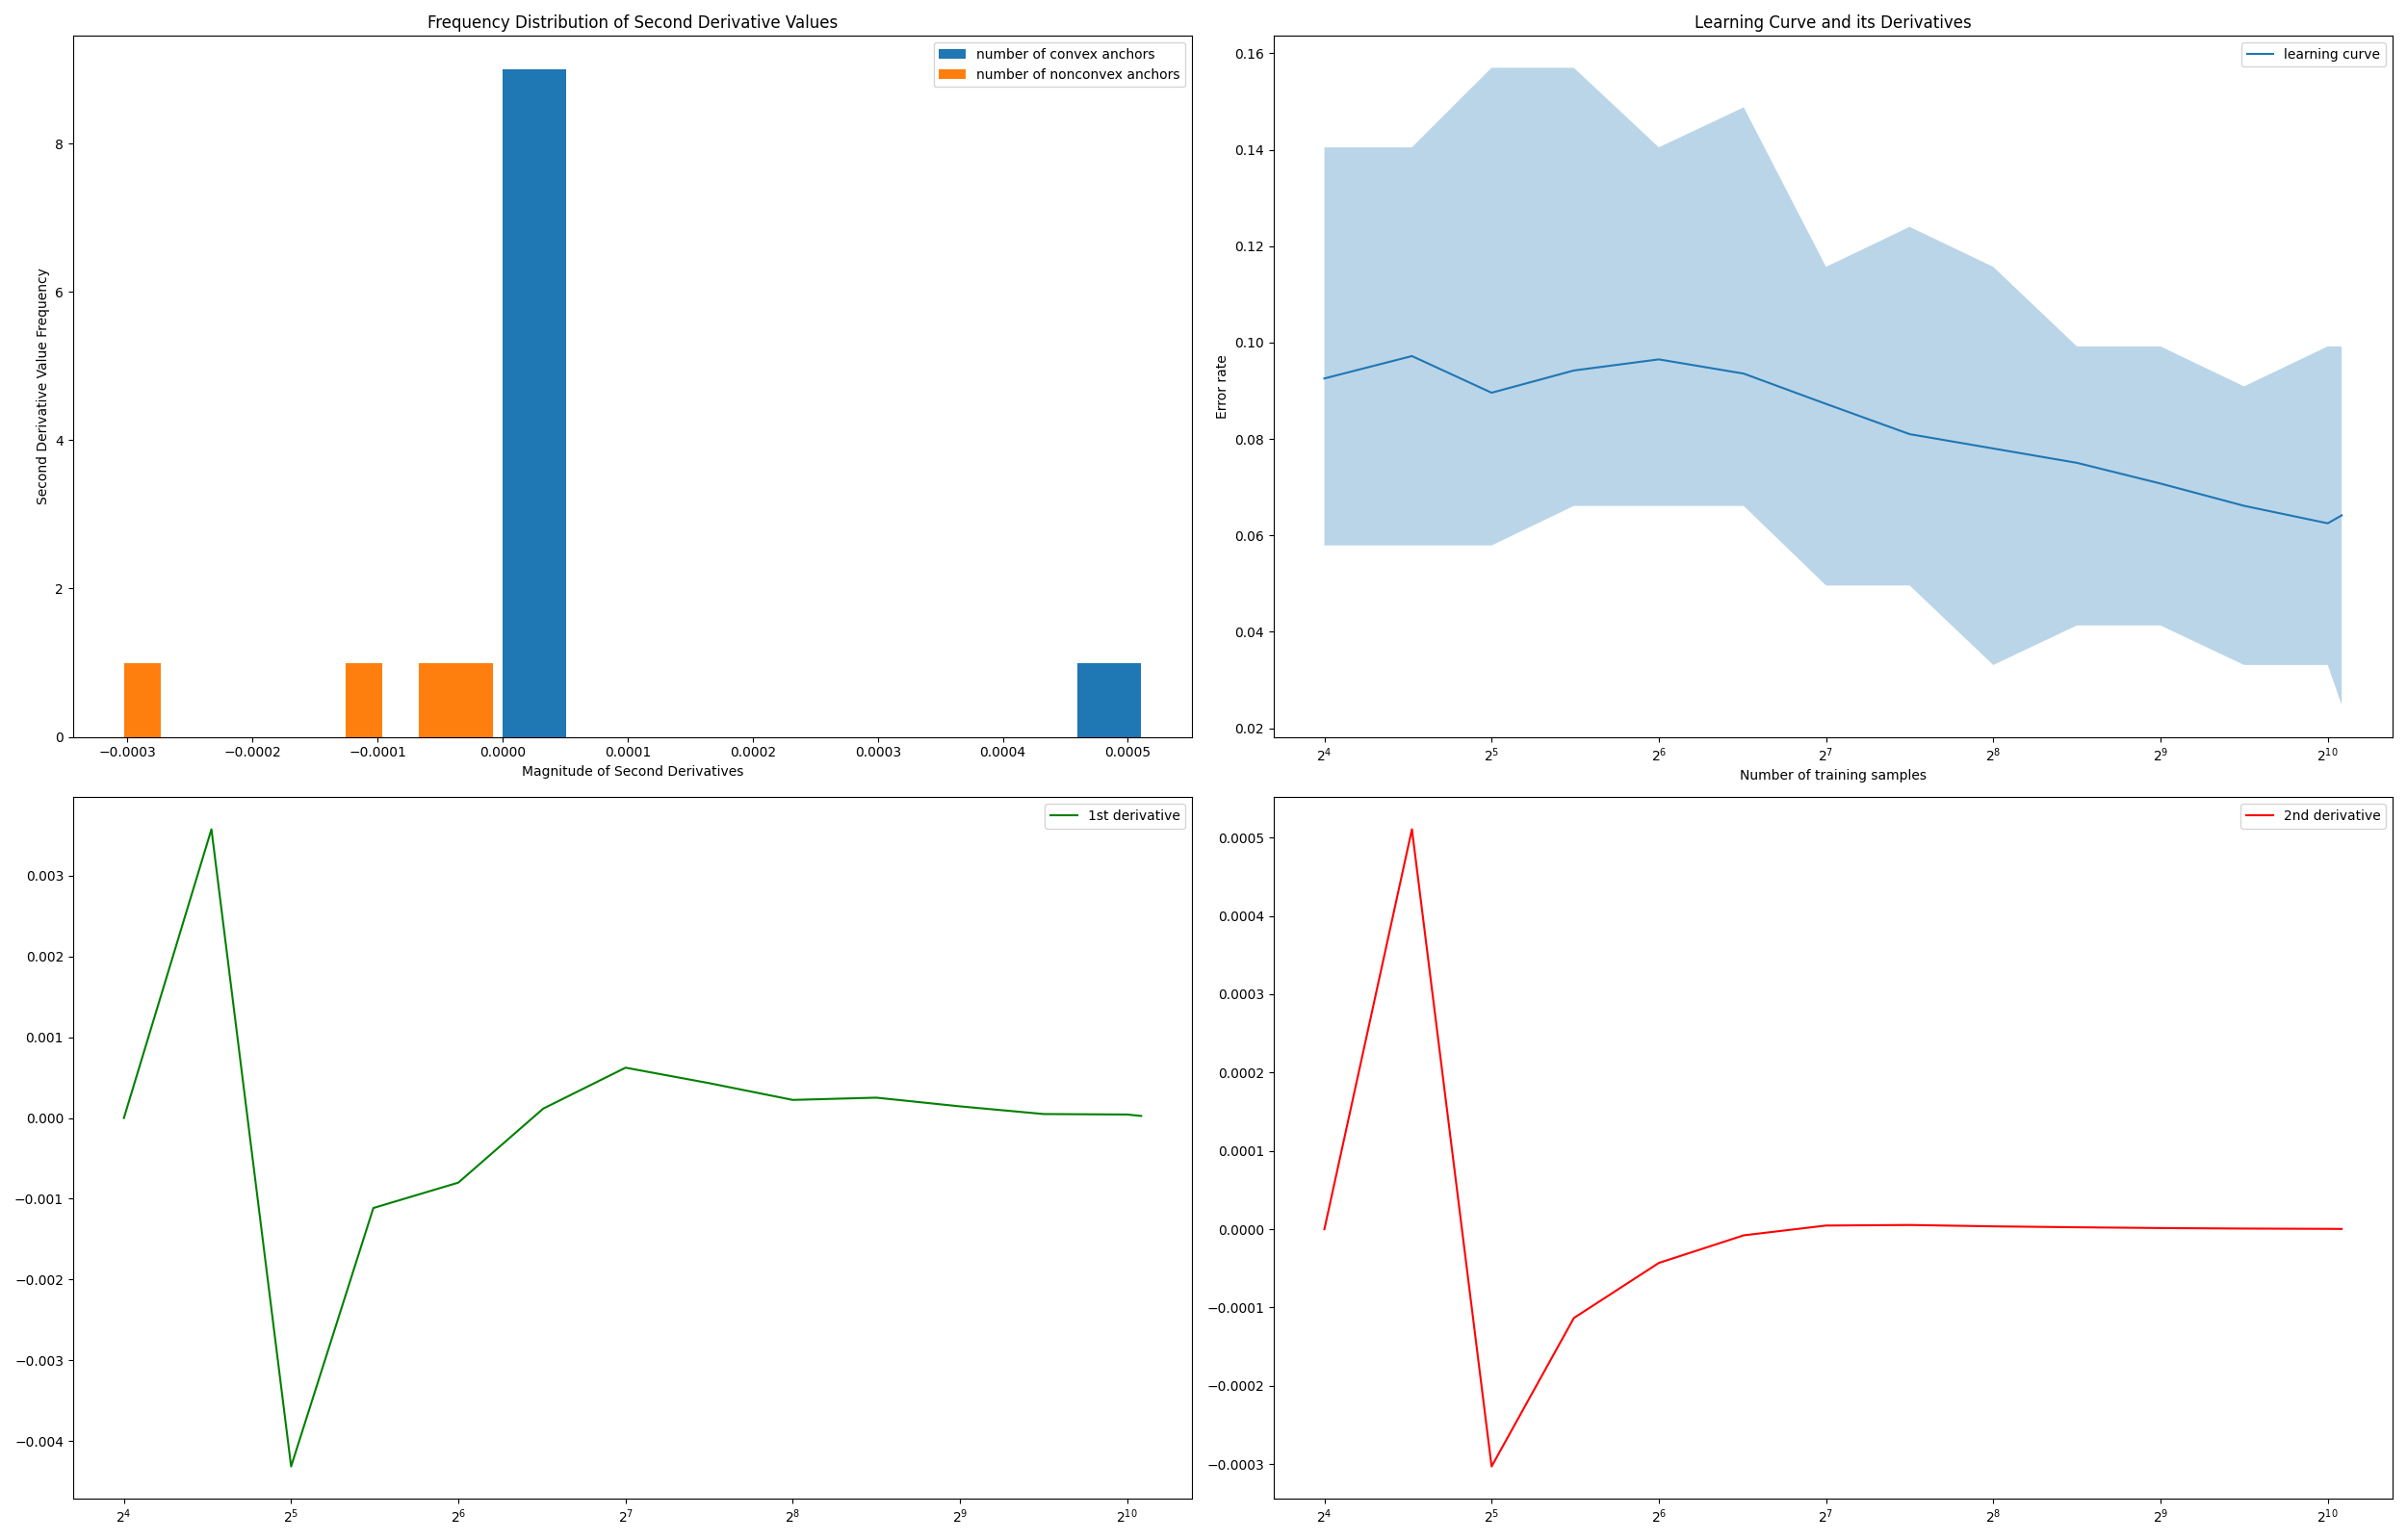 Frequency Distribution of Second Derivative Values
number of convex anchors
number of nonconvex anchors
Second Derivative Value Frequency
8
6
4
2
0
−0.0003 −0.0002 −0.0001 0.0000 0.0001 0.0002 0.0003 0.0004 0.0005
Magnitude of Second Derivatives
Learning Curve and its Derivatives
learning curve
Error rate
0.16
0.14
0.12
0.10
0.08
0.06
0.04
0.02
2⁴ 2⁵ 2⁶ 2⁷ 2⁸ 2⁹ 2¹⁰
Number of training samples
1st derivative
0.003
0.002
0.001
0.000
−0.001
−0.002
−0.003
−0.004
2⁴ 2⁵ 2⁶ 2⁷ 2⁸ 2⁹ 2¹⁰
2nd derivative
0.0005
0.0004
0.0003
0.0002
0.0001
0.0000
−0.0001
−0.0002
−0.0003
2⁴ 2⁵ 2⁶ 2⁷ 2⁸ 2⁹ 2¹⁰